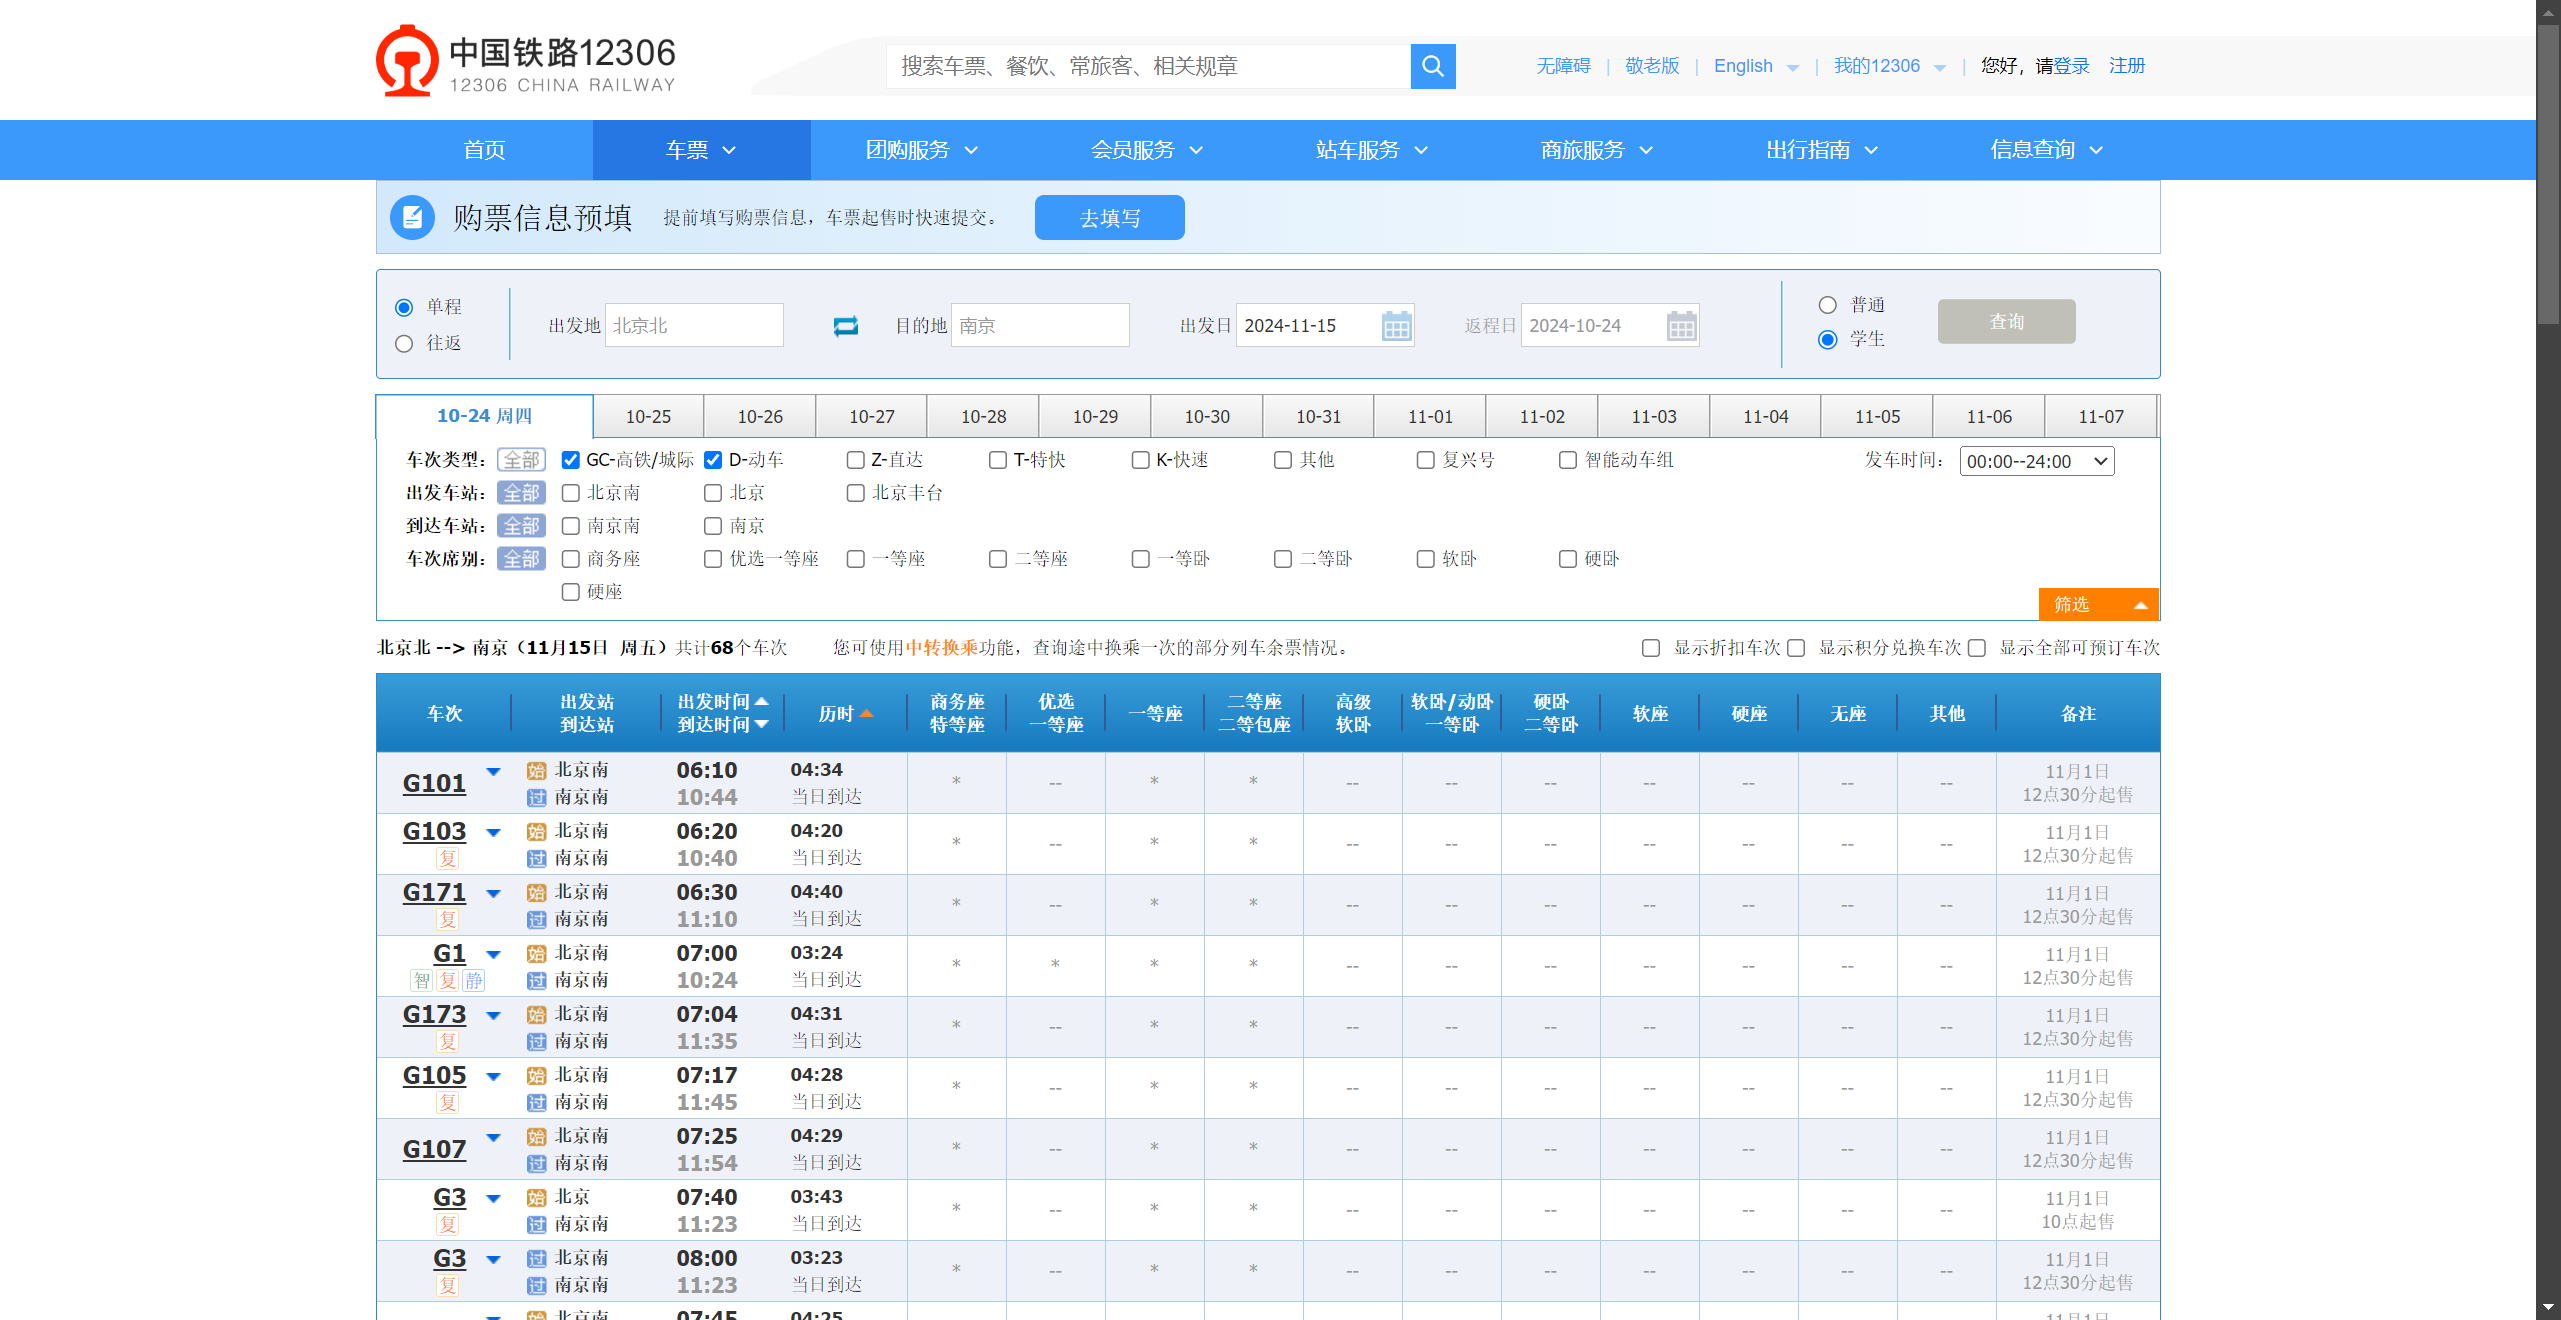 中国铁路12306
12306 CHINA RAILWAY
搜索车票、餐饮、常旅客、相关规章
无障碍 | 敬老版 | English | 我的12306 | 您好，请登录 注册
首页 车票 团购服务 会员服务 站车服务 商旅服务 出行指南 信息查询
购票信息预填 提前填写购票信息，车票起售时快速提交。 去填写
单程
往返
出发地 北京北 目的地 南京 出发日 2024-11-15 返程日 2024-10-24
普通
学生
查询
10-24 周四 10-25 10-26 10-27 10-28 10-29 10-30 10-31 11-01 11-02 11-03 11-04 11-05 11-06 11-07
车次类型： 全部 GC-高铁/城际 D-动车 Z-直达 T-特快 K-快速 其他 复兴号 智能动车组 发车时间： 00:00--24:00
出发车站： 全部 北京南 北京 北京丰台
到达车站： 全部 南京南 南京
车次席别： 全部 商务座 优选一等座 一等座 二等座 一等卧 二等卧 软卧 硬卧
硬座
筛选
北京北 --> 南京（11月15日 周五）共计68个车次 您可使用中转换乘功能，查询途中换乘一次的部分列车余票情况。 显示折扣车次 显示积分兑换车次 显示全部可预订车次
车次 出发站 到达站 出发时间 到达时间 历时 商务座 特等座 优选 一等座 一等座 二等座 二等包座 高级 软卧 软卧/动卧 一等卧 硬卧 二等卧 软座 硬座 无座 其他 备注
G101 始 北京南 06:10 04:34 * -- * * -- -- -- -- -- -- -- 11月1日
过 南京南 10:44 当日到达 12点30分起售
G103 始 北京南 06:20 04:20 * -- * * -- -- -- -- -- -- -- 11月1日
复 过 南京南 10:40 当日到达 12点30分起售
G171 始 北京南 06:30 04:40 * -- * * -- -- -- -- -- -- -- 11月1日
复 过 南京南 11:10 当日到达 12点30分起售
G1 始 北京南 07:00 03:24 * * * * -- -- -- -- -- -- -- 11月1日
智 复 静 过 南京南 10:24 当日到达 12点30分起售
G173 始 北京南 07:04 04:31 * -- * * -- -- -- -- -- -- -- 11月1日
复 过 南京南 11:35 当日到达 12点30分起售
G105 始 北京南 07:17 04:28 * -- * * -- -- -- -- -- -- -- 11月1日
复 过 南京南 11:45 当日到达 12点30分起售
G107 始 北京南 07:25 04:29 * -- * * -- -- -- -- -- -- -- 11月1日
过 南京南 11:54 当日到达 12点30分起售
G3 始 北京 07:40 03:43 * -- * * -- -- -- -- -- -- -- 11月1日
复 过 南京南 11:23 当日到达 10点起售
G3 过 北京南 08:00 03:23 * -- * * -- -- -- -- -- -- -- 11月1日
复 过 南京南 11:23 当日到达 12点30分起售
始 北京南 07:45 04:25 11月1日